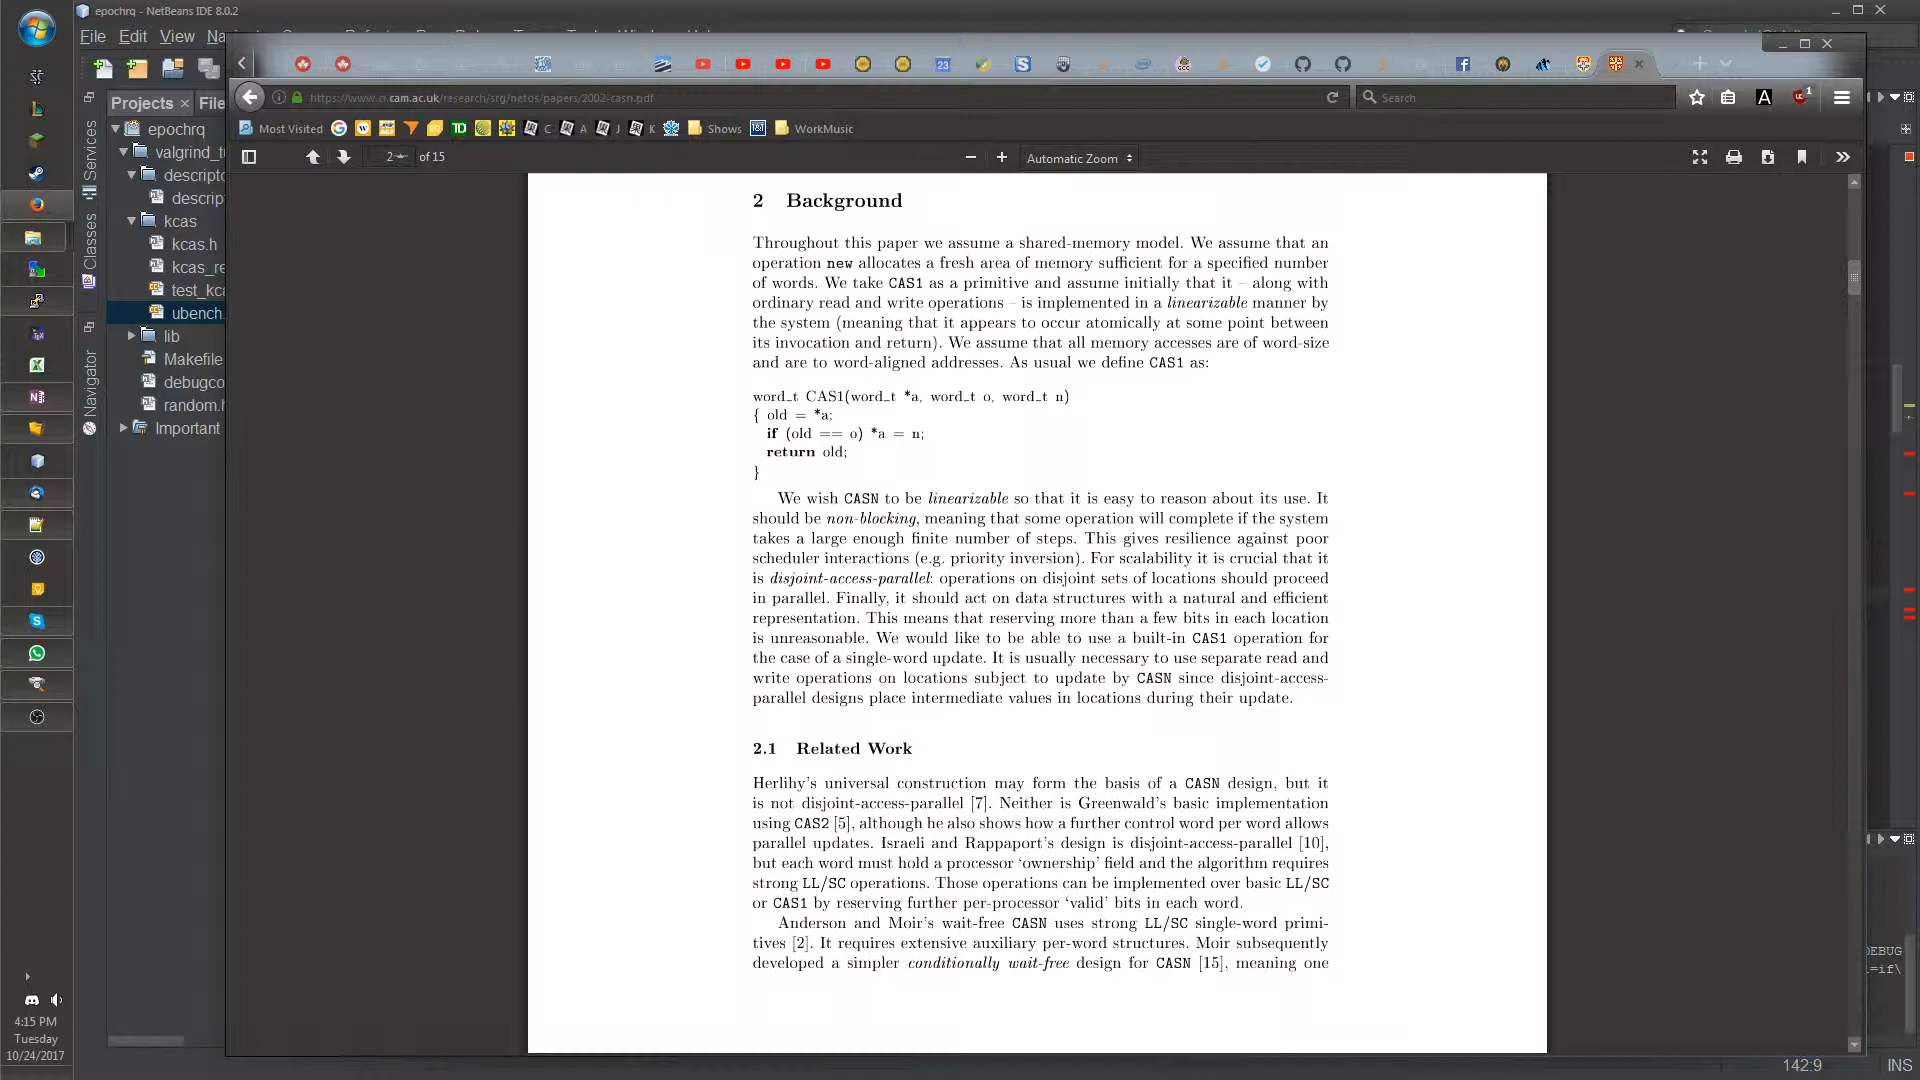 epochrq - NetBeans IDE 8.0.2
File Edit View
https://www.cl.cam.ac.uk/research/srg/netos/papers/2002-casn.pdf
Search
Most Visited
TD
C
A
J
K
Shows
WorkMusic
2
of 15
Automatic Zoom
Projects
Services
Classes
Navigator
epochrq
kcas
kcas.h
ubench.
lib
Makefile
Important
2 Background
Throughout this paper we assume a shared-memory model. We assume that an
operation new allocates a fresh area of memory sufficient for a specified number
of words. We take CAS1 as a primitive and assume initially that it – along with
ordinary read and write operations – is implemented in a linearizable manner by
the system (meaning that it appears to occur atomically at some point between
its invocation and return). We assume that all memory accesses are of word-size
and are to word-aligned addresses. As usual we define CAS1 as:
word_t CAS1(word_t *a, word_t o, word_t n)
{ old = *a;
if (old == o) *a = n;
return old;
}
We wish CASN to be linearizable so that it is easy to reason about its use. It
should be non-blocking, meaning that some operation will complete if the system
takes a large enough finite number of steps. This gives resilience against poor
scheduler interactions (e.g. priority inversion). For scalability it is crucial that it
is disjoint-access-parallel: operations on disjoint sets of locations should proceed
in parallel. Finally, it should act on data structures with a natural and efficient
representation. This means that reserving more than a few bits in each location
is unreasonable. We would like to be able to use a built-in CAS1 operation for
the case of a single-word update. It is usually necessary to use separate read and
write operations on locations subject to update by CASN since disjoint-access-
parallel designs place intermediate values in locations during their update.
2.1 Related Work
Herlihy's universal construction may form the basis of a CASN design, but it
is not disjoint-access-parallel [7]. Neither is Greenwald's basic implementation
using CAS2 [5], although he also shows how a further control word per word allows
parallel updates. Israeli and Rappaport's design is disjoint-access-parallel [10],
but each word must hold a processor 'ownership' field and the algorithm requires
strong LL/SC operations. Those operations can be implemented over basic LL/SC
or CAS1 by reserving further per-processor 'valid' bits in each word.
Anderson and Moir's wait-free CASN uses strong LL/SC single-word primi-
tives [2]. It requires extensive auxiliary per-word structures. Moir subsequently
developed a simpler conditionally wait-free design for CASN [15], meaning one
4:15 PM
Tuesday
10/24/2017
142:9
INS